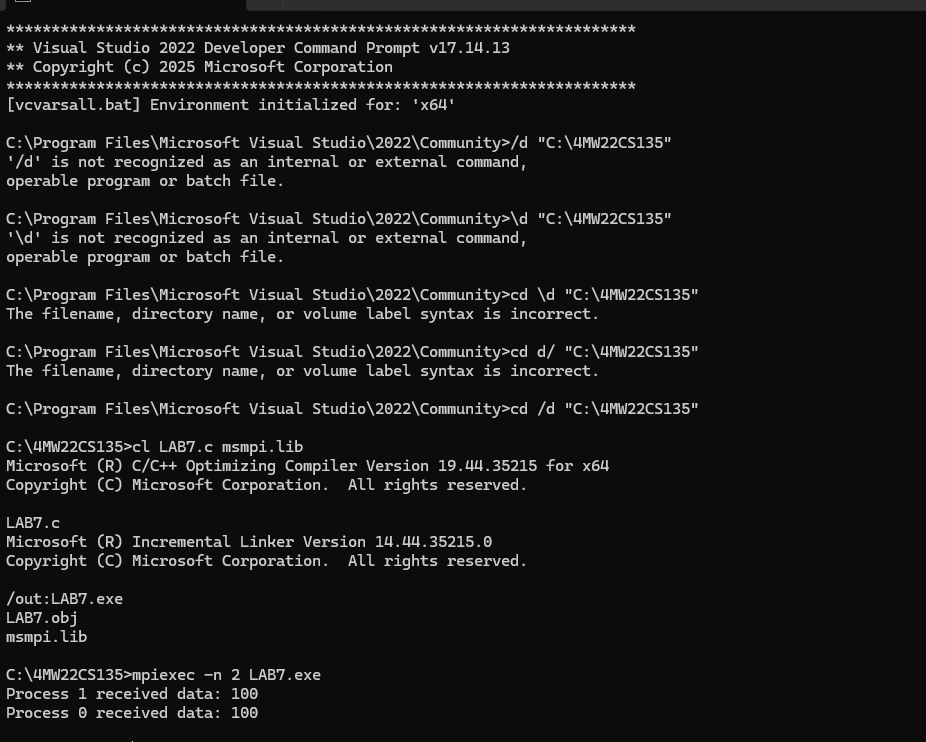 **********************************************************************
** Visual Studio 2022 Developer Command Prompt v17.14.13
** Copyright (c) 2025 Microsoft Corporation
**********************************************************************
[vcvarsall.bat] Environment initialized for: 'x64'
C:\Program Files\Microsoft Visual Studio\2022\Community>/d "C:\4MW22CS135"
'/d' is not recognized as an internal or external command,
operable program or batch file.
C:\Program Files\Microsoft Visual Studio\2022\Community>\d "C:\4MW22CS135"
'\d' is not recognized as an internal or external command,
operable program or batch file.
C:\Program Files\Microsoft Visual Studio\2022\Community>cd \d "C:\4MW22CS135"
The filename, directory name, or volume label syntax is incorrect.
C:\Program Files\Microsoft Visual Studio\2022\Community>cd d/ "C:\4MW22CS135"
The filename, directory name, or volume label syntax is incorrect.
C:\Program Files\Microsoft Visual Studio\2022\Community>cd /d "C:\4MW22CS135"
C:\4MW22CS135>cl LAB7.c msmpi.lib
Microsoft (R) C/C++ Optimizing Compiler Version 19.44.35215 for x64
Copyright (C) Microsoft Corporation.  All rights reserved.
LAB7.c
Microsoft (R) Incremental Linker Version 14.44.35215.0
Copyright (C) Microsoft Corporation.  All rights reserved.
/out:LAB7.exe
LAB7.obj
msmpi.lib
C:\4MW22CS135>mpiexec -n 2 LAB7.exe
Process 1 received data: 100
Process 0 received data: 100